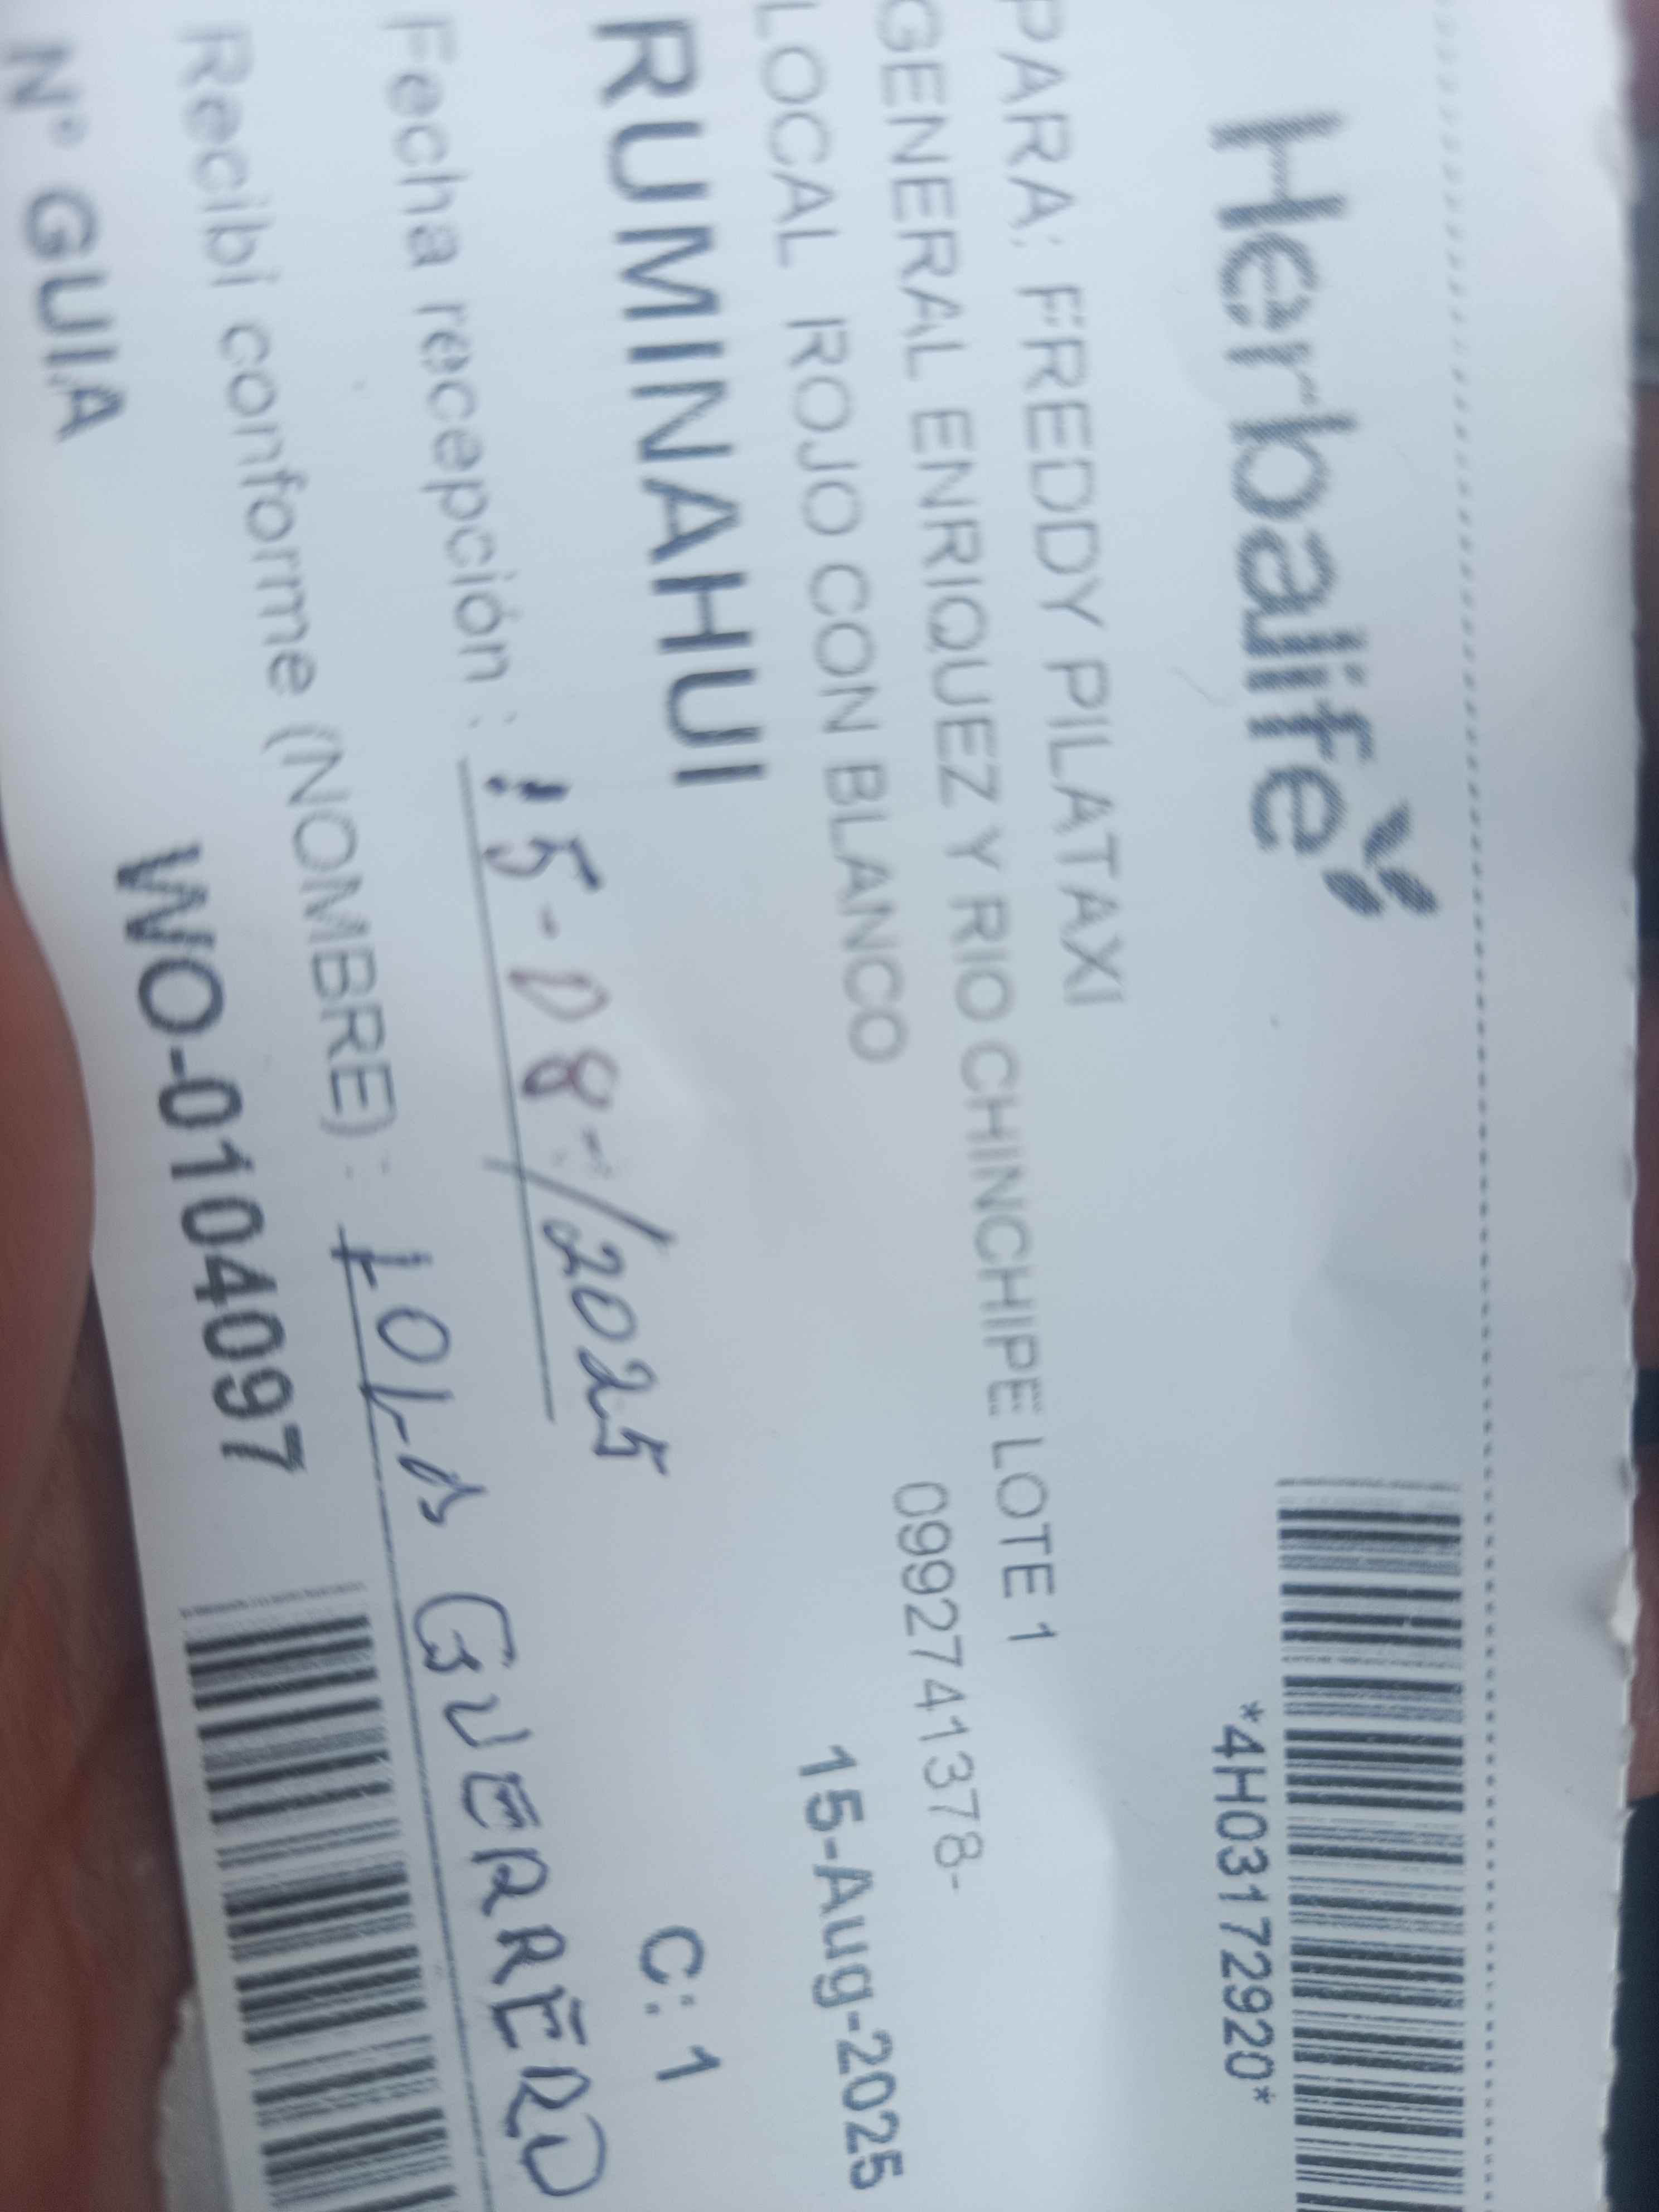 Herbalife
*4H03172920*
PARA: FREDDY PILATAXI
GENERAL ENRIQUEZ Y RIO CHINCHIPE LOTE 1
0992741378-
LOCAL ROJO CON BLANCO
15-Aug-2025
RUMINAHUI
C: 1
Fecha recepción : 15-08-/2025
Recibi conforme (NOMBRE) : LOLA GUERRERO
N° GUIA
WO-0104097